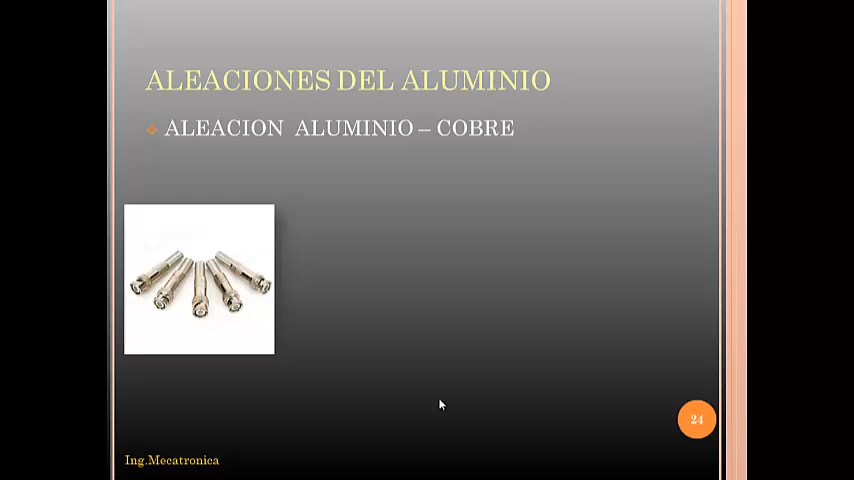 ALEACIONES DEL ALUMINIO
ALEACION ALUMINIO – COBRE
24
Ing.Mecatronica